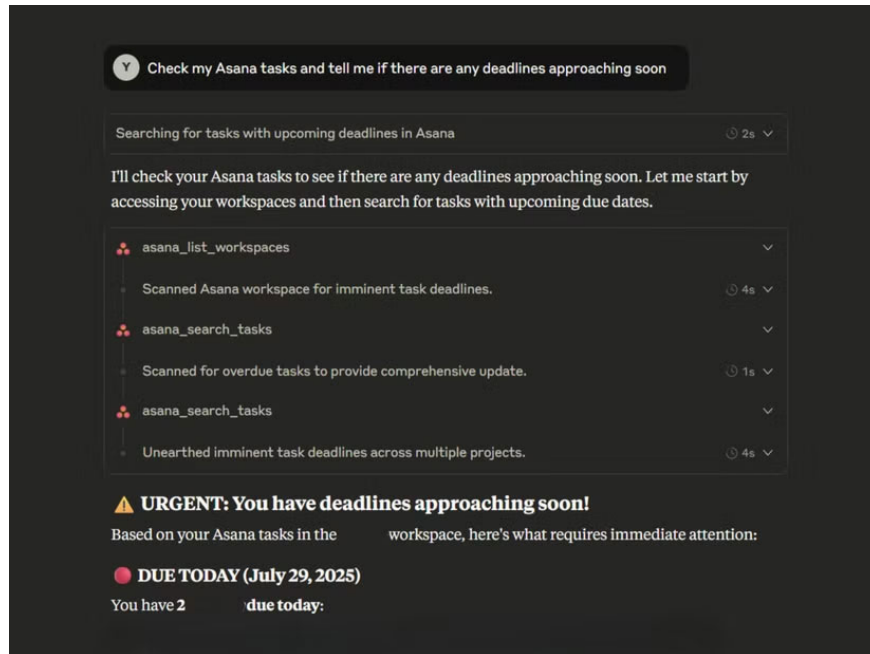 Y Check my Asana tasks and tell me if there are any deadlines approaching soon
Searching for tasks with upcoming deadlines in Asana 2s
I'll check your Asana tasks to see if there are any deadlines approaching soon. Let me start by
accessing your workspaces and then search for tasks with upcoming due dates.
asana_list_workspaces
Scanned Asana workspace for imminent task deadlines. 4s
asana_search_tasks
Scanned for overdue tasks to provide comprehensive update. 1s
asana_search_tasks
Unearthed imminent task deadlines across multiple projects. 4s
URGENT: You have deadlines approaching soon!
Based on your Asana tasks in the workspace, here's what requires immediate attention:
DUE TODAY (July 29, 2025)
You have 2 due today: